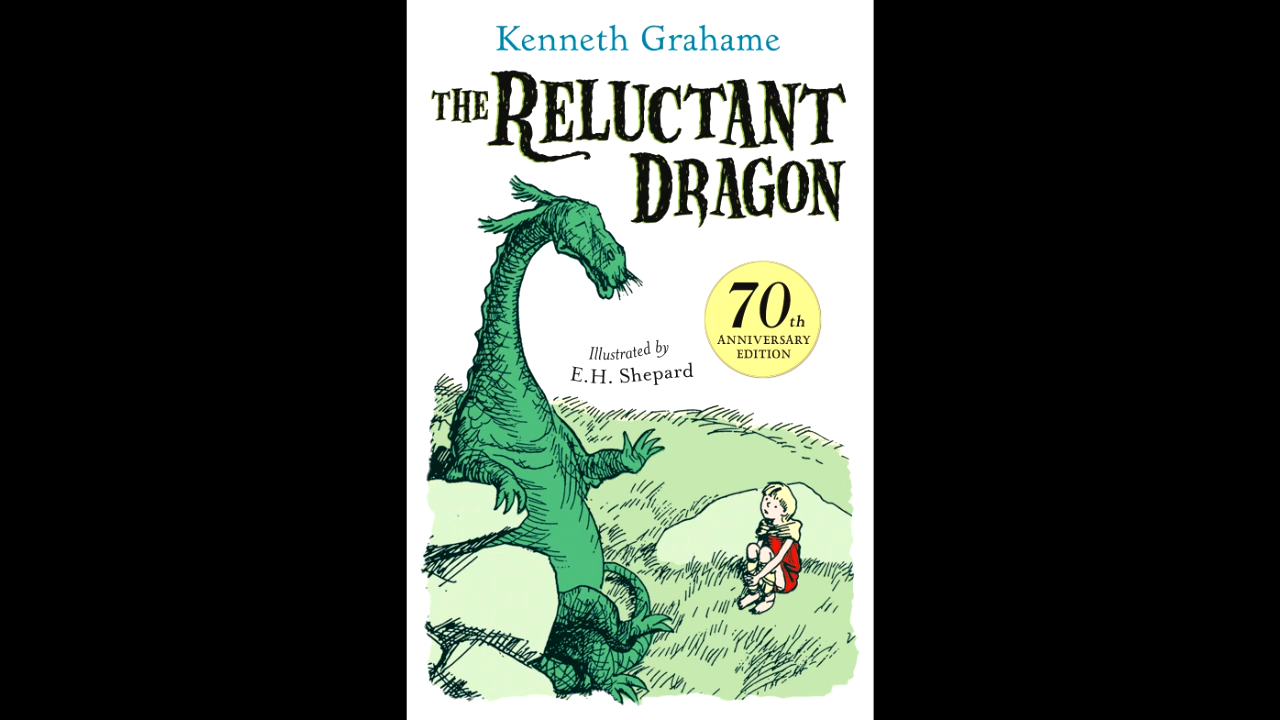 Kenneth Grahame
THE RELUCTANT
DRAGON
70th
ANNIVERSARY
EDITION
Illustrated by
E.H. Shepard